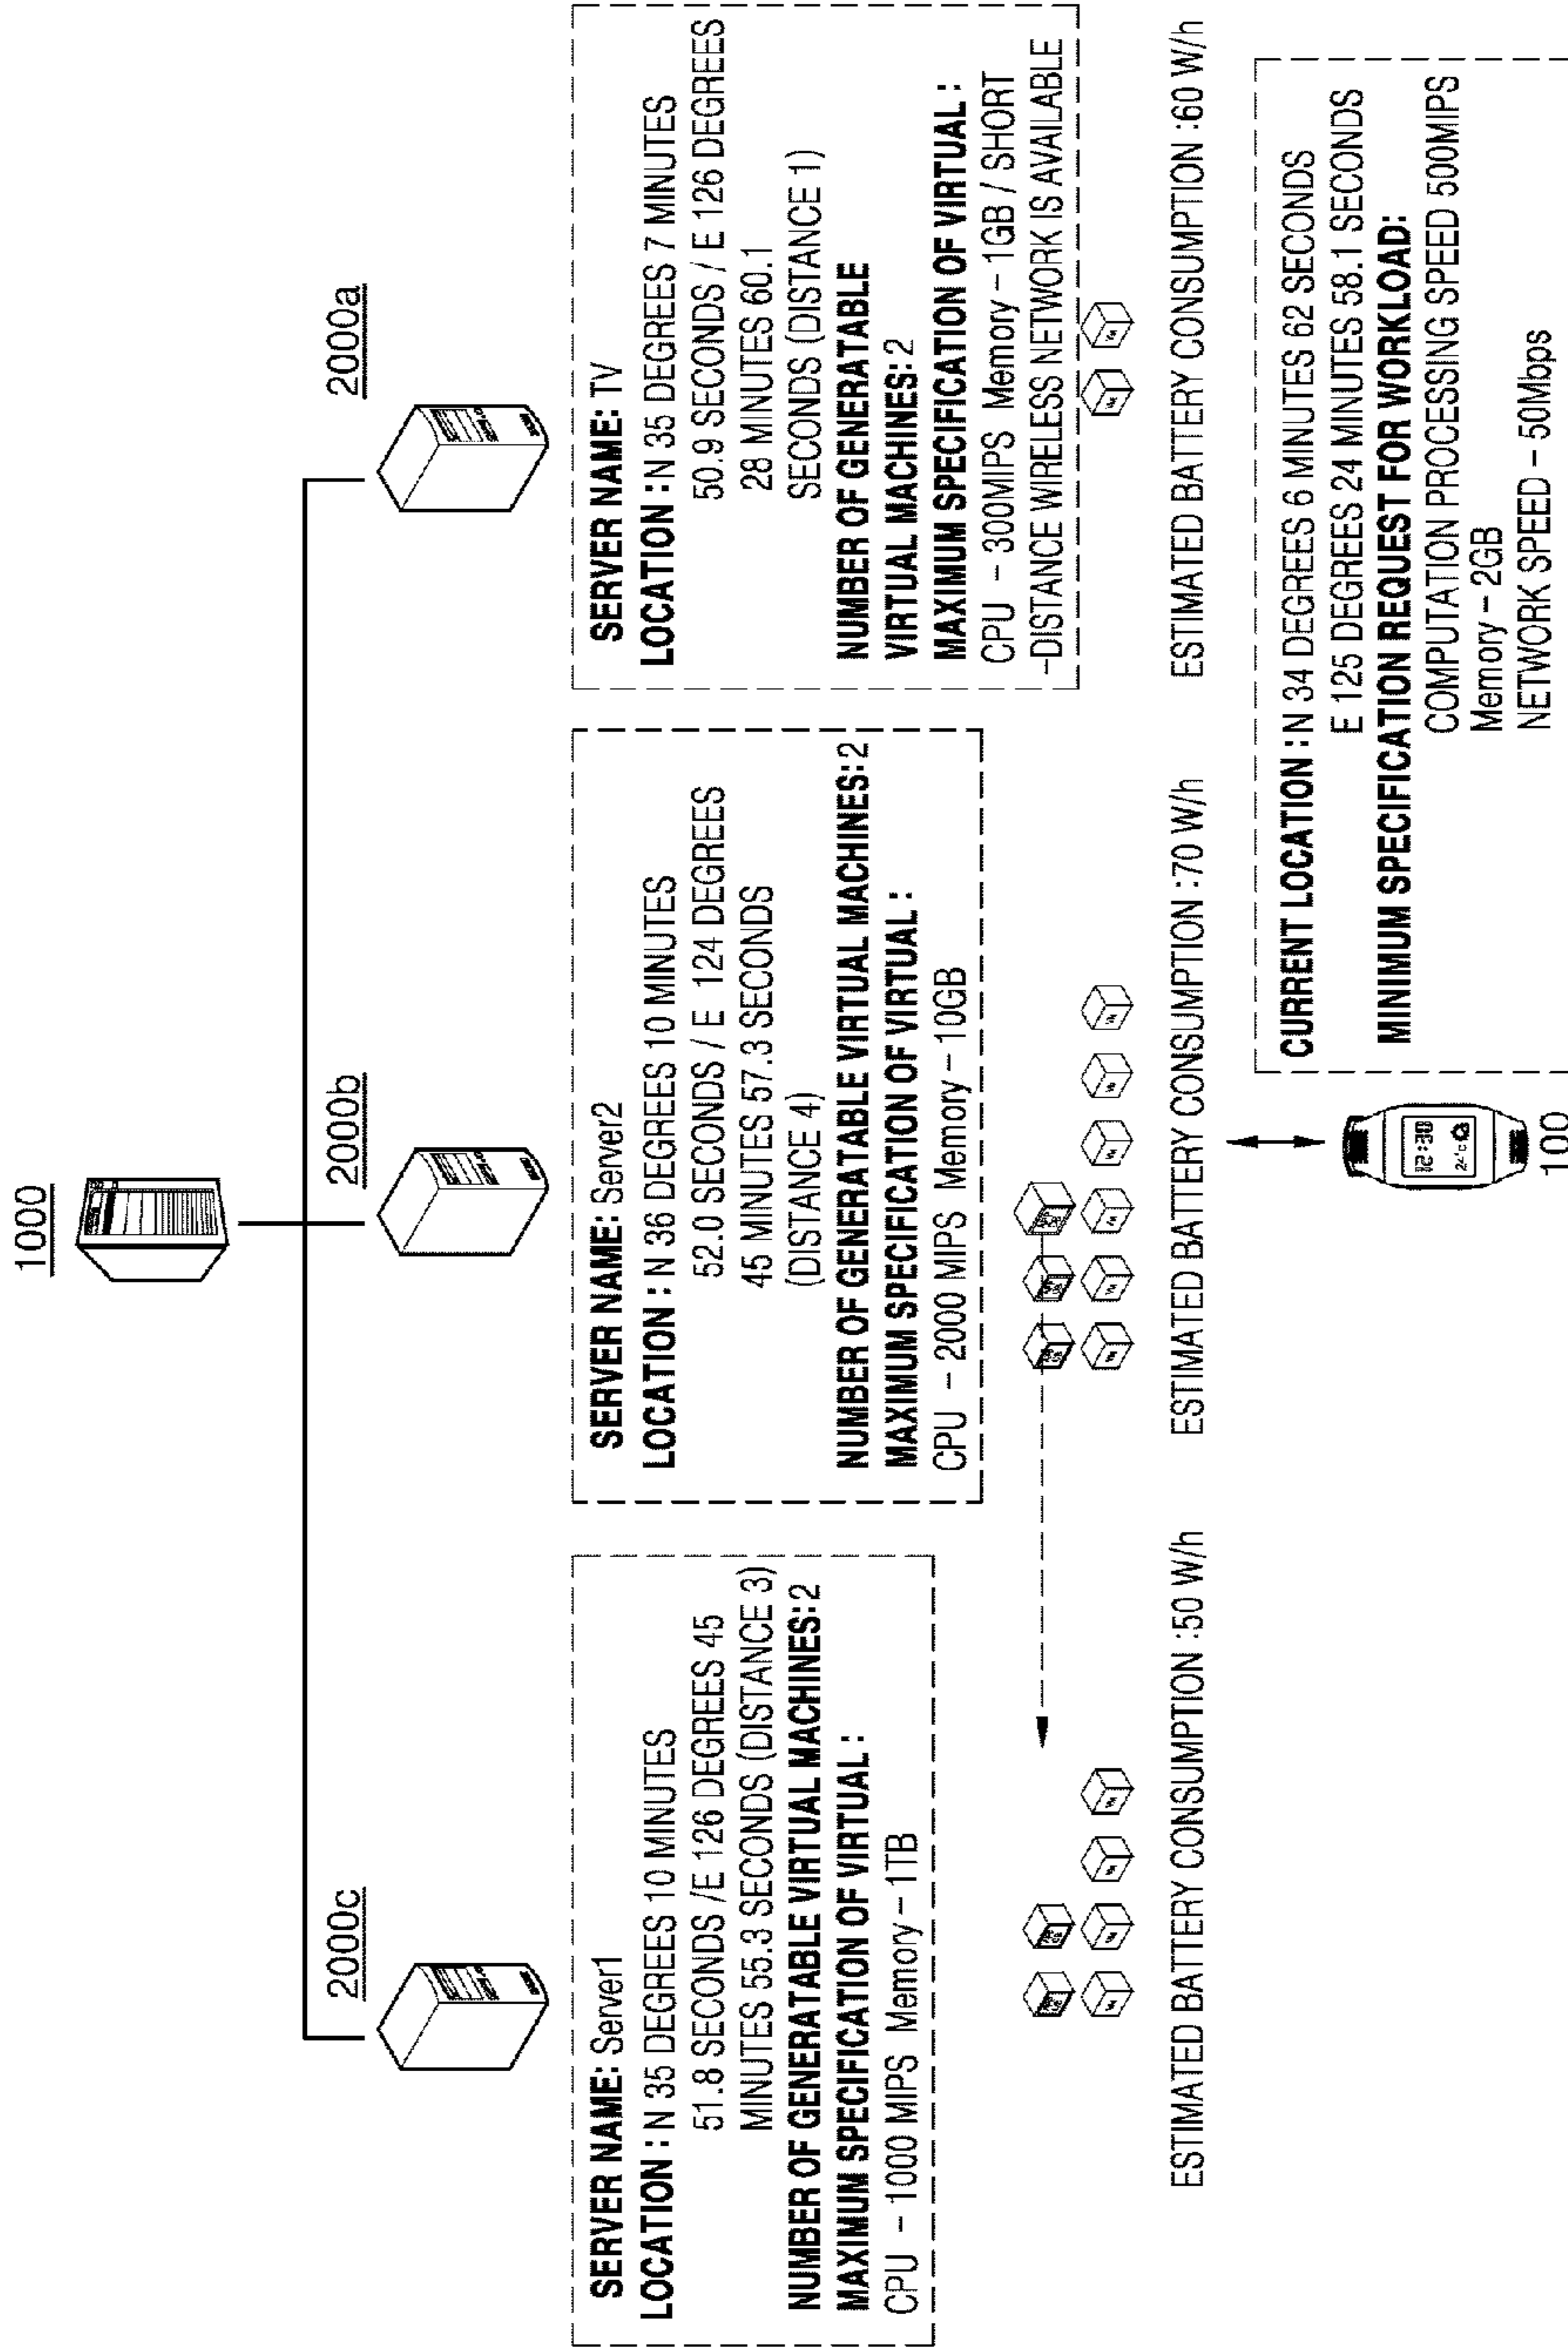 1000
2000c
2000b
2000a
SERVER NAME: Server1
LOCATION : N 35 DEGREES 10 MINUTES
51.8 SECONDS /E 126 DEGREES 45
MINUTES 55.3 SECONDS (DISTANCE 3)
NUMBER OF GENERATABLE VIRTUAL MACHINES: 2
MAXIMUM SPECIFICATION OF VIRTUAL :
CPU - 1000 MIPS Memory - 1TB
ESTIMATED BATTERY CONSUMPTION :50 W/h
SERVER NAME: Server2
LOCATION : N 36 DEGREES 10 MINUTES
52.0 SECONDS / E 124 DEGREES
45 MINUTES 57.3 SECONDS
(DISTANCE 4)
NUMBER OF GENERATABLE VIRTUAL MACHINES: 2
MAXIMUM SPECIFICATION OF VIRTUAL :
CPU - 2000 MIPS Memory - 10GB
ESTIMATED BATTERY CONSUMPTION :70 W/h
SERVER NAME: TV
LOCATION : N 35 DEGREES 7 MINUTES
50.9 SECONDS / E 126 DEGREES
28 MINUTES 60.1
SECONDS (DISTANCE 1)
NUMBER OF GENERATABLE
VIRTUAL MACHINES: 2
MAXIMUM SPECIFICATION OF VIRTUAL :
CPU - 300MIPS Memory - 1GB / SHORT
-DISTANCE WIRELESS NETWORK IS AVAILABLE
ESTIMATED BATTERY CONSUMPTION :60 W/h
12:30
24°C
100
CURRENT LOCATION : N 34 DEGREES 6 MINUTES 62 SECONDS
E 125 DEGREES 24 MINUTES 58.1 SECONDS
MINIMUM SPECIFICATION REQUEST FOR WORKLOAD:
COMPUTATION PROCESSING SPEED 500MIPS
Memory - 2GB
NETWORK SPEED - 50Mbps